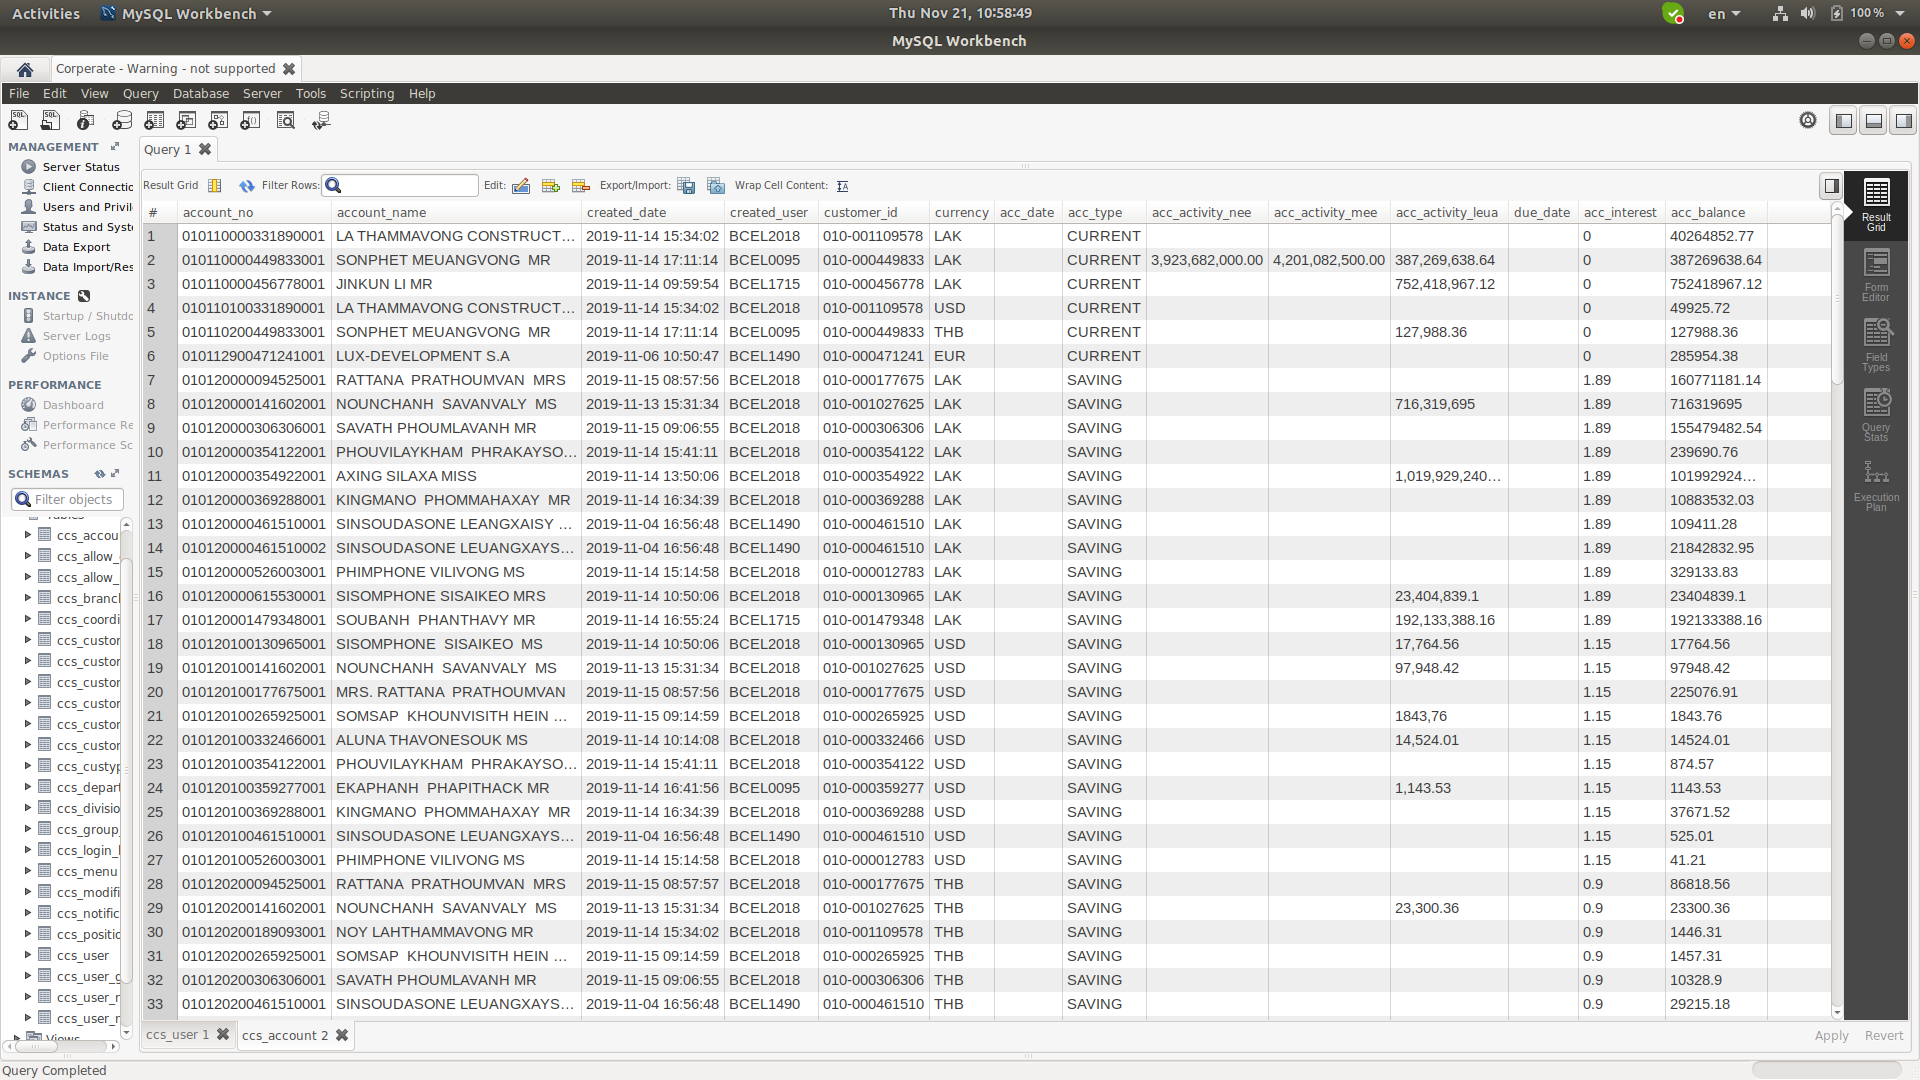 Activities MySQL Workbench Thu Nov 21, 10:58:49 en 100%
MySQL Workbench
Corperate - Warning - not supported
File Edit View Query Database Server Tools Scripting Help
MANAGEMENT
Server Status
Client Connectio
Users and Privil
Status and Syste
Data Export
Data Import/Res
INSTANCE
Startup / Shutdo
Server Logs
Options File
PERFORMANCE
Dashboard
Performance Re
Performance Sc
SCHEMAS
Filter objects
Tables
ccs_accou
ccs_allow_
ccs_allow_
ccs_branch
ccs_coordi
ccs_custor
ccs_custor
ccs_custor
ccs_custor
ccs_custor
ccs_custor
ccs_custyp
ccs_depart
ccs_divisio
ccs_group_
ccs_login_l
ccs_menu
ccs_modifi
ccs_notific
ccs_positic
ccs_user
ccs_user_g
ccs_user_r
ccs_user_r
Views
Query 1
Result Grid Filter Rows: Edit: Export/Import: Wrap Cell Content:
# account_no account_name created_date created_user customer_id currency acc_date acc_type acc_activity_nee acc_activity_mee acc_activity_leua due_date acc_interest acc_balance
1 010110000331890001 LA THAMMAVONG CONSTRUCT... 2019-11-14 15:34:02 BCEL2018 010-001109578 LAK CURRENT 0 40264852.77
2 010110000449833001 SONPHET MEUANGVONG MR 2019-11-14 17:11:14 BCEL0095 010-000449833 LAK CURRENT 3,923,682,000.00 4,201,082,500.00 387,269,638.64 0 387269638.64
3 010110000456778001 JINKUN LI MR 2019-11-14 09:59:54 BCEL1715 010-000456778 LAK CURRENT 752,418,967.12 0 752418967.12
4 010110100331890001 LA THAMMAVONG CONSTRUCT... 2019-11-14 15:34:02 BCEL2018 010-001109578 USD CURRENT 0 49925.72
5 010110200449833001 SONPHET MEUANGVONG MR 2019-11-14 17:11:14 BCEL0095 010-000449833 THB CURRENT 127,988.36 0 127988.36
6 010112900471241001 LUX-DEVELOPMENT S.A 2019-11-06 10:50:47 BCEL1490 010-000471241 EUR CURRENT 0 285954.38
7 010120000094525001 RATTANA PRATHOUMVAN MRS 2019-11-15 08:57:56 BCEL2018 010-000177675 LAK SAVING 1.89 160771181.14
8 010120000141602001 NOUNCHANH SAVANVALY MS 2019-11-13 15:31:34 BCEL2018 010-001027625 LAK SAVING 716,319,695 1.89 716319695
9 010120000306306001 SAVATH PHOUMLAVANH MR 2019-11-15 09:06:55 BCEL2018 010-000306306 LAK SAVING 1.89 155479482.54
10 010120000354122001 PHOUVILAYKHAM PHRAKAYSO... 2019-11-14 15:41:11 BCEL2018 010-000354122 LAK SAVING 1.89 239690.76
11 010120000354922001 AXING SILAXA MISS 2019-11-14 13:50:06 BCEL2018 010-000354922 LAK SAVING 1,019,929,240... 1.89 101992924...
12 010120000369288001 KINGMANO PHOMMAHAXAY MR 2019-11-14 16:34:39 BCEL2018 010-000369288 LAK SAVING 1.89 10883532.03
13 010120000461510001 SINSOUDASONE LEANGXAISY ... 2019-11-04 16:56:48 BCEL1490 010-000461510 LAK SAVING 1.89 109411.28
14 010120000461510002 SINSOUDASONE LEUANGXAYS... 2019-11-04 16:56:48 BCEL1490 010-000461510 LAK SAVING 1.89 21842832.95
15 010120000526003001 PHIMPHONE VILIVONG MS 2019-11-14 15:14:58 BCEL2018 010-000012783 LAK SAVING 1.89 329133.83
16 010120000615530001 SISOMPHONE SISAIKEO MRS 2019-11-14 10:50:06 BCEL2018 010-000130965 LAK SAVING 23,404,839.1 1.89 23404839.1
17 010120001479348001 SOUBANH PHANTHAVY MR 2019-11-14 16:55:24 BCEL1715 010-001479348 LAK SAVING 192,133,388.16 1.89 192133388.16
18 010120100130965001 SISOMPHONE SISAIKEO MS 2019-11-14 10:50:06 BCEL2018 010-000130965 USD SAVING 17,764.56 1.15 17764.56
19 010120100141602001 NOUNCHANH SAVANVALY MS 2019-11-13 15:31:34 BCEL2018 010-001027625 USD SAVING 97,948.42 1.15 97948.42
20 010120100177675001 MRS. RATTANA PRATHOUMVAN 2019-11-15 08:57:56 BCEL2018 010-000177675 USD SAVING 1.15 225076.91
21 010120100265925001 SOMSAP KHOUNVISITH HEIN ... 2019-11-15 09:14:59 BCEL2018 010-000265925 USD SAVING 1843,76 1.15 1843.76
22 010120100332466001 ALUNA THAVONESOUK MS 2019-11-14 10:14:08 BCEL2018 010-000332466 USD SAVING 14,524.01 1.15 14524.01
23 010120100354122001 PHOUVILAYKHAM PHRAKAYSO... 2019-11-14 15:41:11 BCEL2018 010-000354122 USD SAVING 1.15 874.57
24 010120100359277001 EKAPHANH PHAPITHACK MR 2019-11-14 16:41:56 BCEL0095 010-000359277 USD SAVING 1,143.53 1.15 1143.53
25 010120100369288001 KINGMANO PHOMMAHAXAY MR 2019-11-14 16:34:39 BCEL2018 010-000369288 USD SAVING 1.15 37671.52
26 010120100461510001 SINSOUDASONE LEUANGXAYS... 2019-11-04 16:56:48 BCEL1490 010-000461510 USD SAVING 1.15 525.01
27 010120100526003001 PHIMPHONE VILIVONG MS 2019-11-14 15:14:58 BCEL2018 010-000012783 USD SAVING 1.15 41.21
28 010120200094525001 RATTANA PRATHOUMVAN MRS 2019-11-15 08:57:57 BCEL2018 010-000177675 THB SAVING 0.9 86818.56
29 010120200141602001 NOUNCHANH SAVANVALY MS 2019-11-13 15:31:34 BCEL2018 010-001027625 THB SAVING 23,300.36 0.9 23300.36
30 010120200189093001 NOY LAHTHAMMAVONG MR 2019-11-14 15:34:02 BCEL2018 010-001109578 THB SAVING 0.9 1446.31
31 010120200265925001 SOMSAP KHOUNVISITH HEIN ... 2019-11-15 09:14:59 BCEL2018 010-000265925 THB SAVING 0.9 1457.31
32 010120200306306001 SAVATH PHOUMLAVANH MR 2019-11-15 09:06:55 BCEL2018 010-000306306 THB SAVING 0.9 10328.9
33 010120200461510001 SINSOUDASONE LEUANGXAYS... 2019-11-04 16:56:48 BCEL1490 010-000461510 THB SAVING 0.9 29215.18
Result
Grid
Form
Editor
Field
Types
Query
Stats
Execution
Plan
ccs_user 1 ccs_account 2 Apply Revert
Query Completed